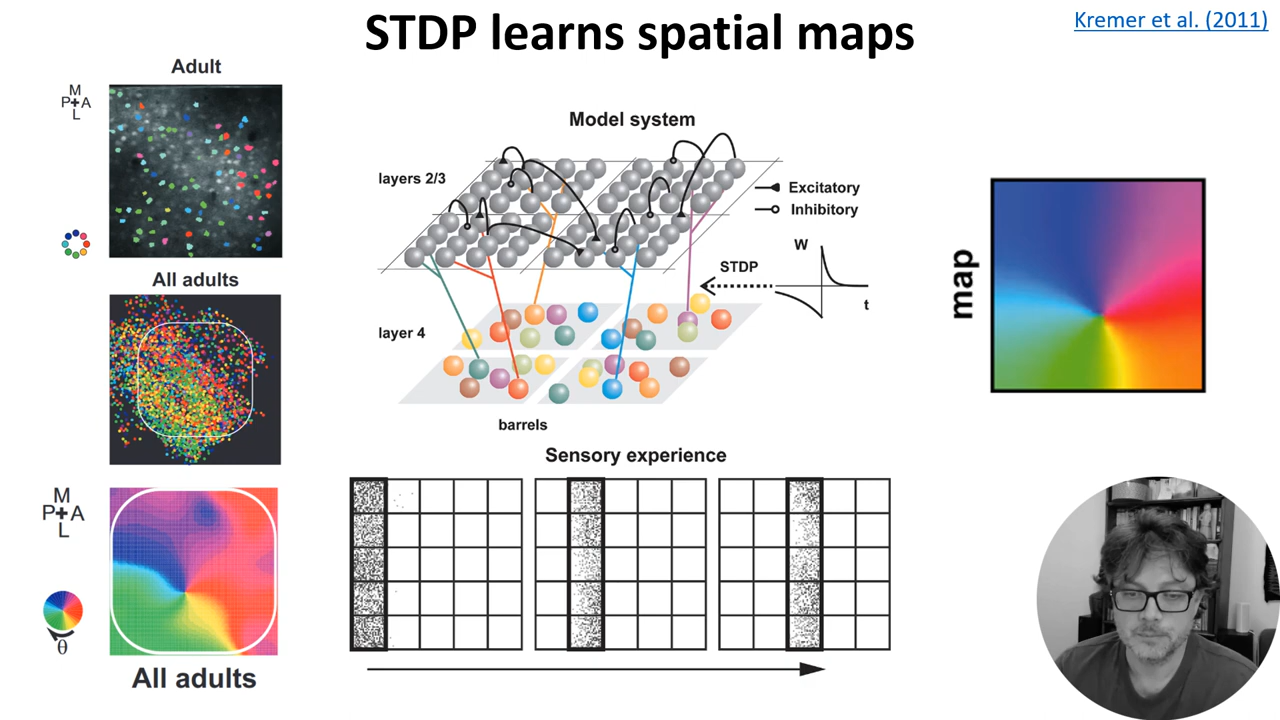 STDP learns spatial maps
Kremer et al. (2011)
Adult
M
P+A
L
All adults
M
P+A
L
θ
All adults
Model system
layers 2/3
Excitatory
Inhibitory
W
STDP
t
layer 4
barrels
Sensory experience
map